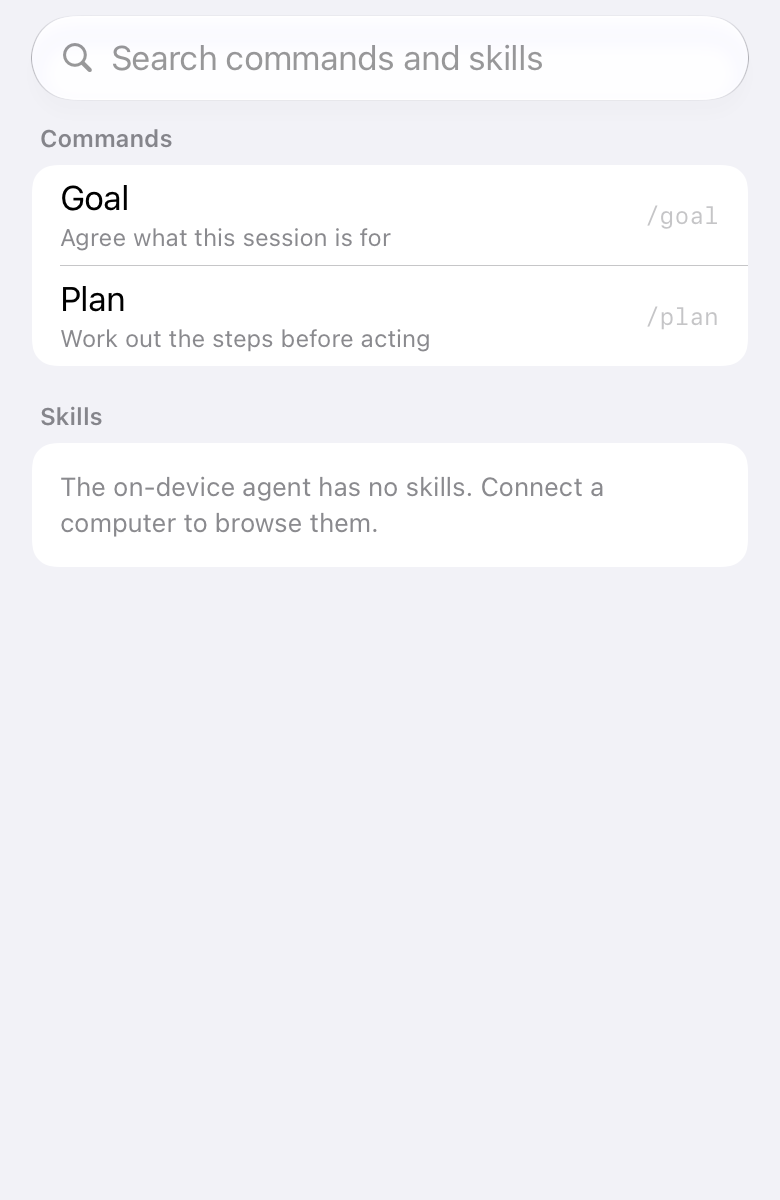 Search commands and skills
Commands
Goal
/goal
Agree what this session is for
Plan
/plan
Work out the steps before acting
Skills
The on-device agent has no skills. Connect a
computer to browse them.